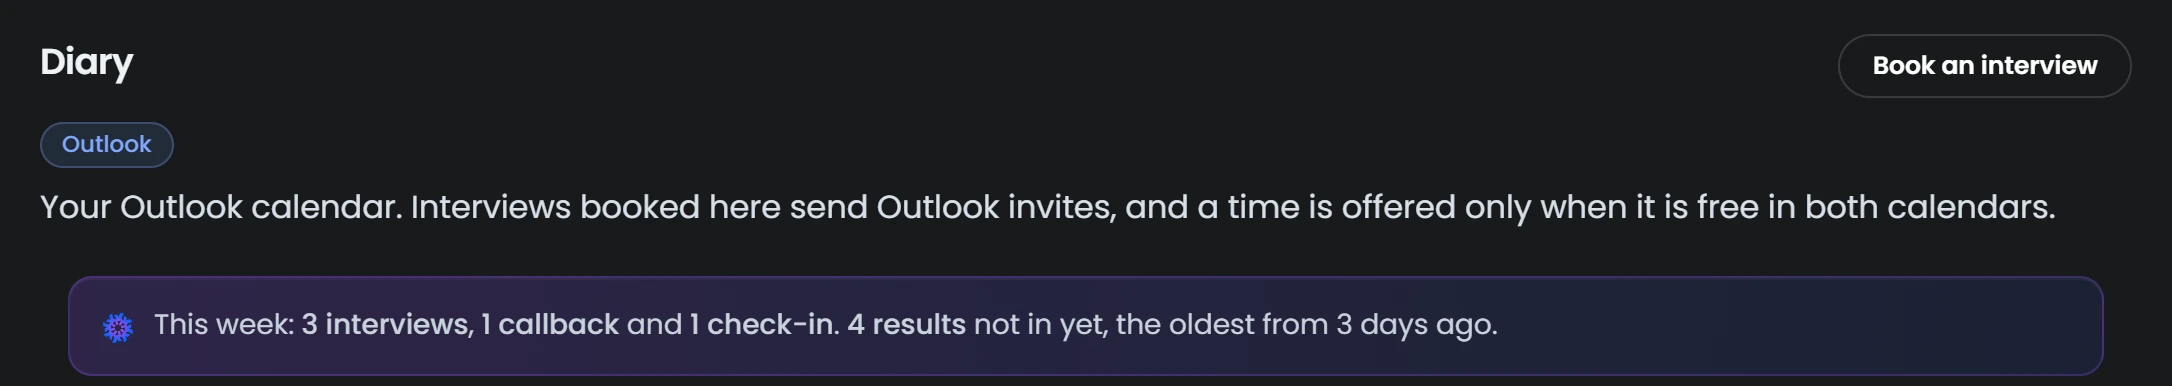 Diary
Book an interview
Outlook
Your Outlook calendar. Interviews booked here send Outlook invites, and a time is offered only when it is free in both calendars.
This week: 3 interviews, 1 callback and 1 check-in. 4 results not in yet, the oldest from 3 days ago.